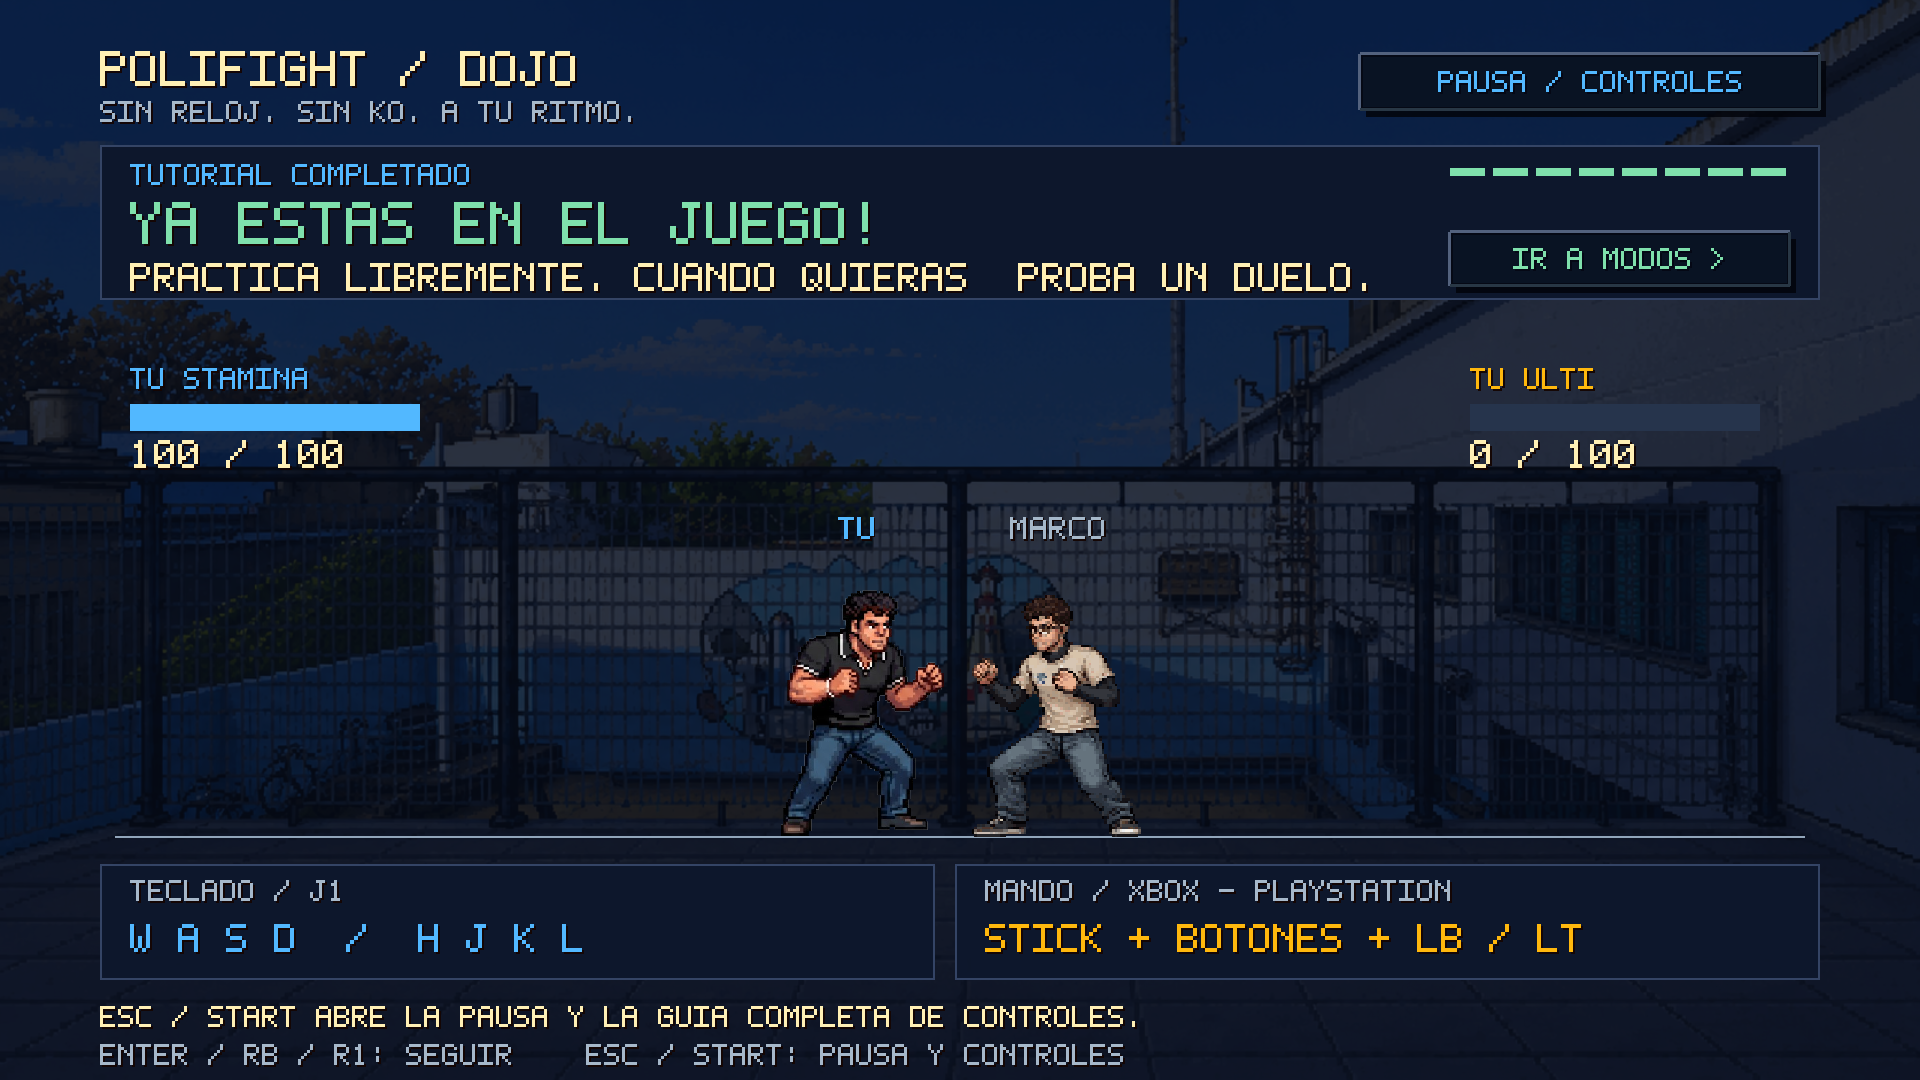 POLIFIGHT / DOJO
SIN RELOJ. SIN KO. A TU RITMO.
PAUSA / CONTROLES
TUTORIAL COMPLETADO
YA ESTAS EN EL JUEGO!
PRACTICA LIBREMENTE. CUANDO QUIERAS  PROBA UN DUELO.
IR A MODOS >
TU STAMINA
100 / 100
TU ULTI
0 / 100
TU
MARCO
TECLADO / J1
W A S D  /  H J K L
MANDO / XBOX - PLAYSTATION
STICK + BOTONES + LB / LT
ESC / START ABRE LA PAUSA Y LA GUIA COMPLETA DE CONTROLES.
ENTER / RB / R1: SEGUIR    ESC / START: PAUSA Y CONTROLES